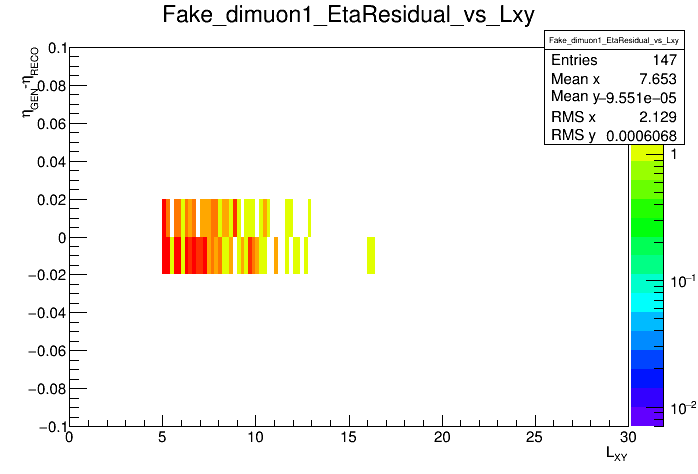 Fake_dimuon1_EtaResidual_vs_Lxy
Fake_dimuon1_EtaResidual_vs_Lxy
Entries 147
Mean x 7.653
Mean y −9.551e−05
RMS x 2.129
RMS y 0.0006068
η_GEN-η_RECO
0.1
0.08
0.06
0.04
0.02
0
−0.02
−0.04
−0.06
−0.08
−0.1
0 5 10 15 20 25 30
L_XY
1
10⁻¹
10⁻²